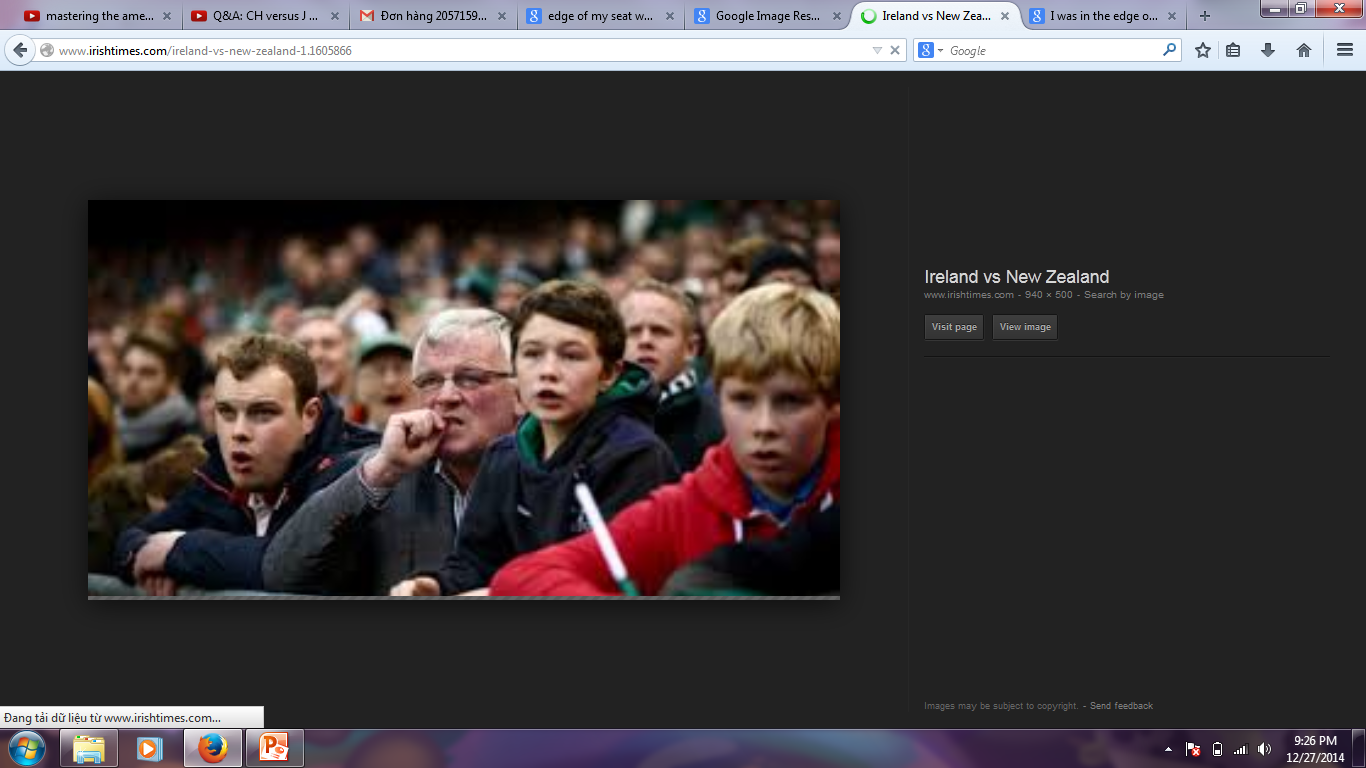 mastering the ame...
Q&A: CH versus J ...
Đơn hàng 2057159...
edge of my seat w...
Google Image Res...
Ireland vs New Zea...
I was in the edge o...
www.irishtimes.com/ireland-vs-new-zealand-1.1605866
Google
Ireland vs New Zealand
www.irishtimes.com - 940 × 500 - Search by image
Visit page
View image
Images may be subject to copyright. - Send feedback
Đang tải dữ liệu từ www.irishtimes.com...
9:26 PM
12/27/2014